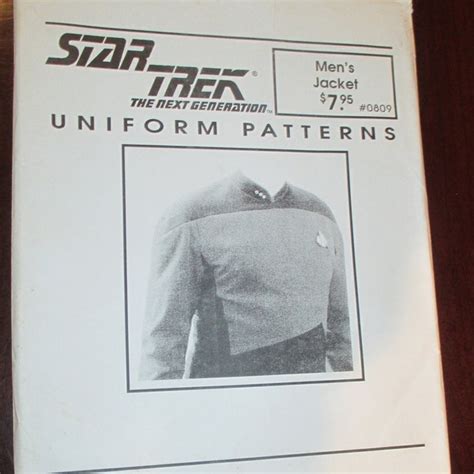 STAR
TREK®
THE NEXT GENERATION™
Men's
Jacket
$7.95 #0809
UNIFORM PATTERNS